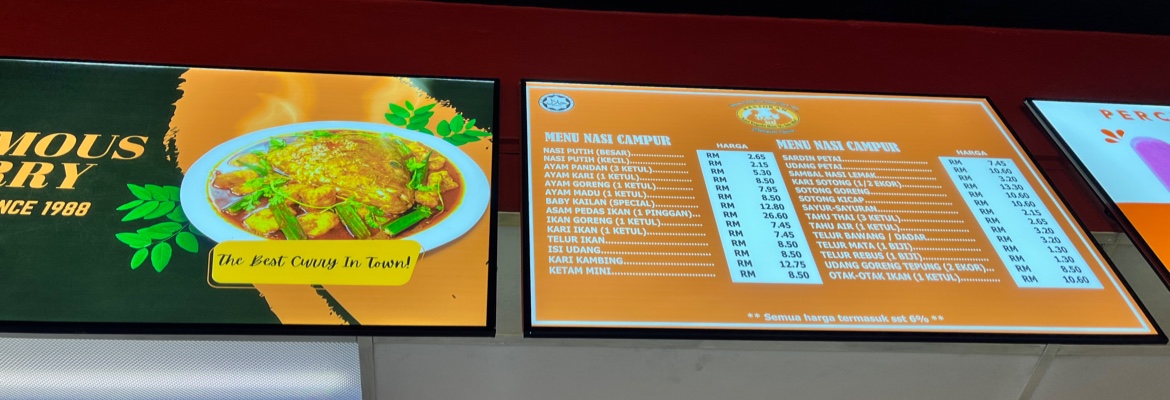 MOUS
RRY
NCE 1988
The Best Curry In Town!
MENU NASI CAMPUR HARGA
NASI PUTIH (BESAR) RM 2.65
NASI PUTIH (KECIL) RM 2.15
AYAM PANDAN (3 KETUL) RM 5.30
AYAM KARI (1 KETUL) RM 8.50
AYAM GORENG (1 KETUL) RM 7.95
AYAM MADU (1 KETUL) RM 8.50
BABY KAILAN (SPECIAL) RM 12.80
ASAM PEDAS IKAN (1 PINGGAN) RM 26.60
IKAN GORENG (1 KETUL) RM 7.45
KARI IKAN (1 KETUL) RM 7.45
TELUR IKAN RM 8.50
ISI UDANG RM 8.50
KARI KAMBING RM 12.75
KETAM MINI RM 8.50
MENU NASI CAMPUR HARGA
SARDIN PETAI RM 7.45
UDANG PETAI RM 10.60
SAMBAL NASI LEMAK RM 3.20
KARI SOTONG (1/2 EKOR) RM 13.30
SOTONG GORENG RM 10.60
SOTONG KICAP RM 10.60
SAYUR-SAYURAN RM 2.15
TAHU THAI (3 KETUL) RM 2.65
TAHU AIR (1 KETUL) RM 3.20
TELUR BAWANG | DADAR RM 3.20
TELUR MATA (1 BIJI) RM 1.30
TELUR REBUS (1 BIJI) RM 1.30
UDANG GORENG TEPUNG (2 EKOR) RM 8.50
OTAK-OTAK IKAN (1 KETUL) RM 10.60
** Semua harga termasuk sst 6% **
PERC